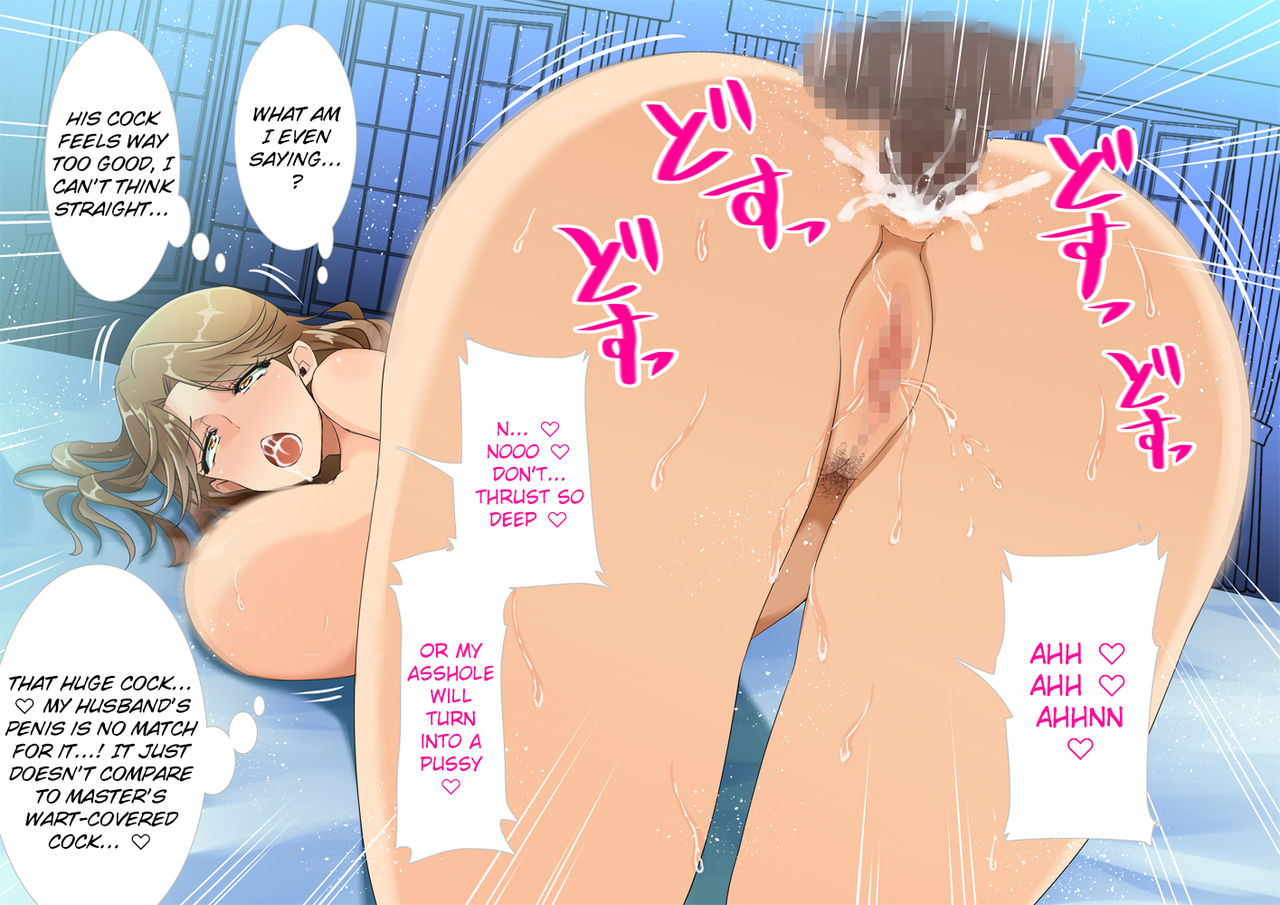 HIS COCK
FEELS WAY
TOO GOOD, I
CAN'T THINK
STRAIGHT...
WHAT AM
I EVEN
SAYING...
?
どすっ
どすっ
どすっ
どすっ
どすっ
N... ♡
NOOO ♡
DON'T...
THRUST SO
DEEP ♡
OR MY
ASSHOLE
WILL
TURN
INTO A
PUSSY
♡
AHH ♡
AHH ♡
AHHNN
♡
THAT HUGE COCK...
♡ MY HUSBAND'S
PENIS IS NO MATCH
FOR IT...! IT JUST
DOESN'T COMPARE
TO MASTER'S
WART-COVERED
COCK... ♡